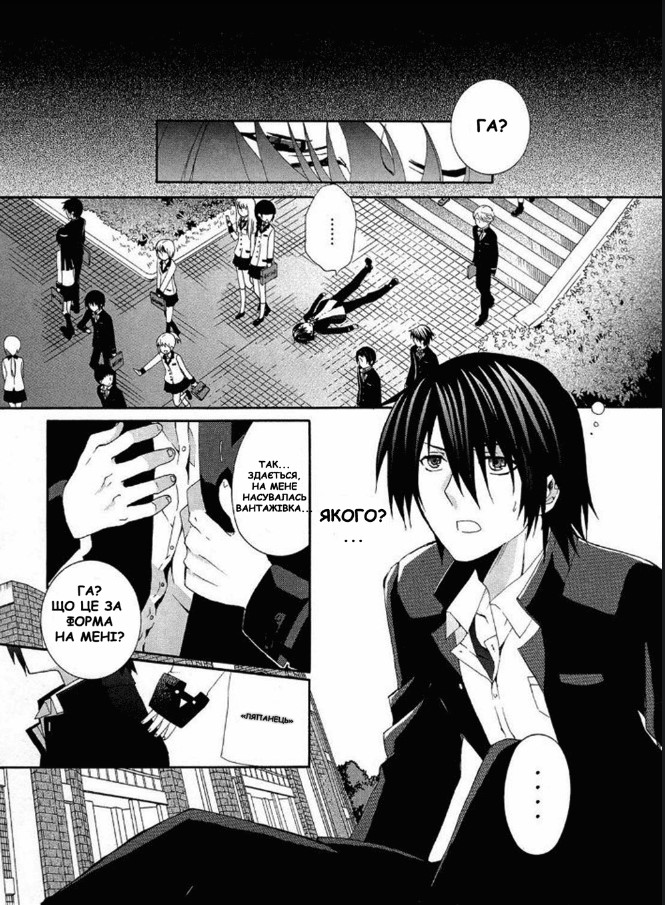 ГА?
.....
ТАК...
ЗДАЄТЬСЯ,
НА МЕНЕ
НАСУВАЛАСЬ
ВАНТАЖІВКА...
ЯКОГО?
...
ГА?
ЩО ЦЕ ЗА
ФОРМА
НА МЕНІ?
«ЛЯПАНЕЦЬ»
....